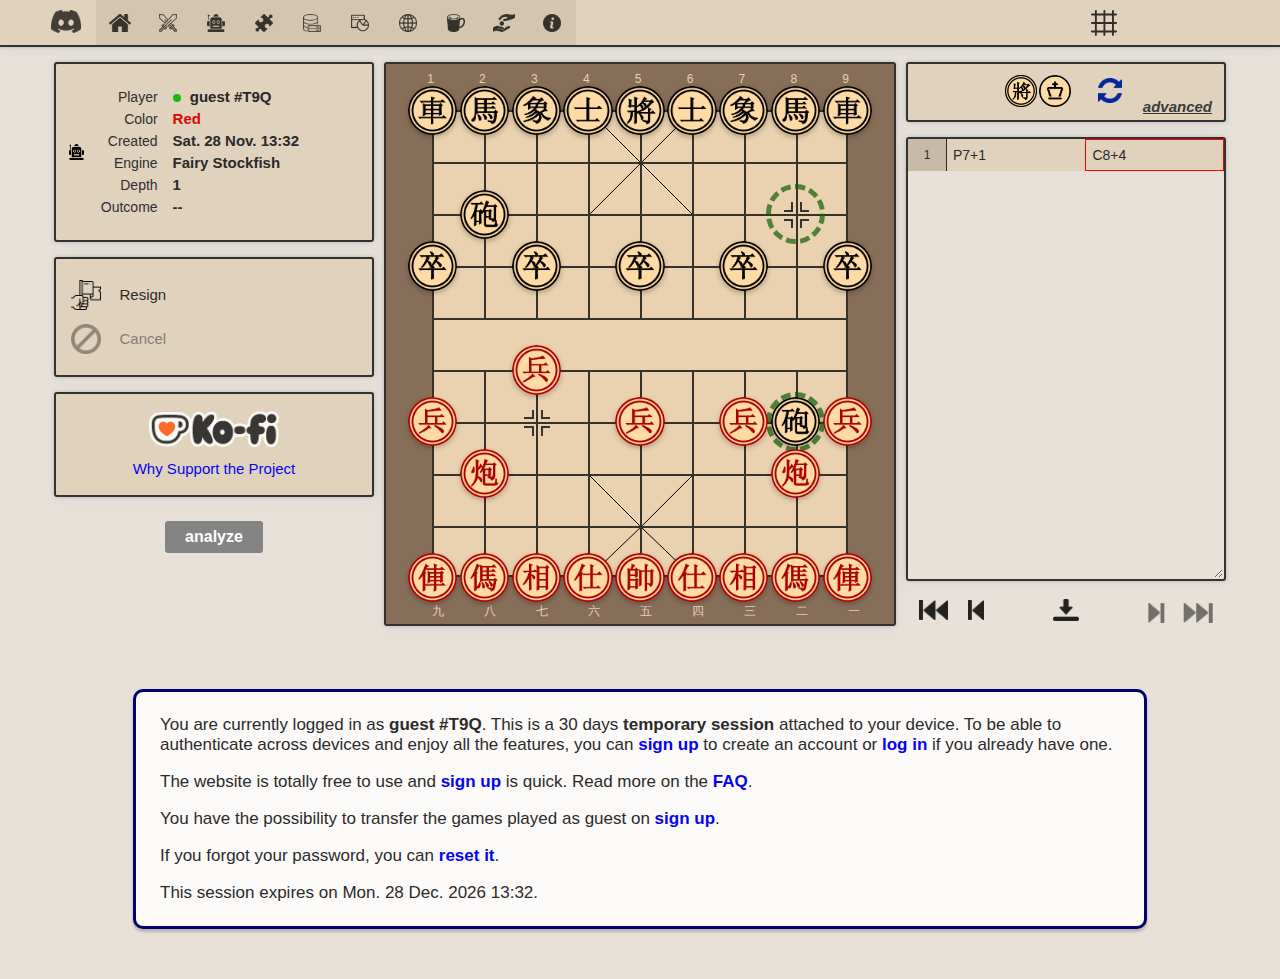 Player guest #T9Q
Color Red
Created Sat. 28 Nov. 13:32
Engine Fairy Stockfish
Depth 1
Outcome --
Resign
Cancel
Ko-fi
Why Support the Project
analyze
1 2 3 4 5 6 7 8 9
車 馬 象 士 將 士 象 馬 車
砲
卒 卒 卒 卒 卒
兵
兵 兵 兵 砲 兵
炮 炮
俥 傌 相 仕 帥 仕 相 傌 俥
九 八 七 六 五 四 三 二 一
將
advanced
1 P7+1 C8+4
You are currently logged in as guest #T9Q. This is a 30 days temporary session attached to your device. To be able to
authenticate across devices and enjoy all the features, you can sign up to create an account or log in if you already have one.
The website is totally free to use and sign up is quick. Read more on the FAQ.
You have the possibility to transfer the games played as guest on sign up.
If you forgot your password, you can reset it.
This session expires on Mon. 28 Dec. 2026 13:32.